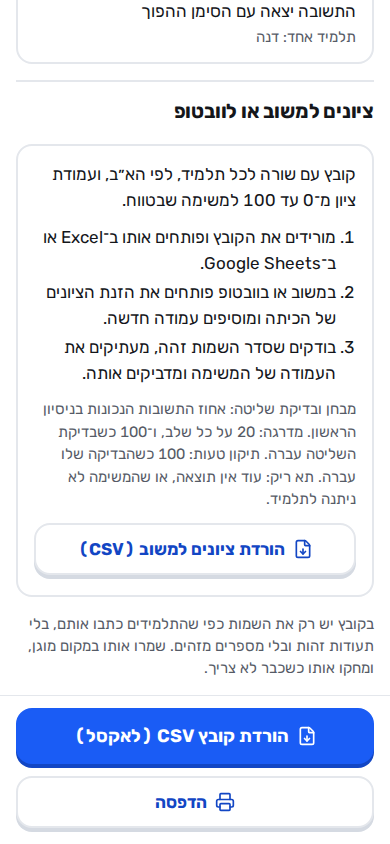 התשובה יצאה עם הסימן ההפוך
תלמיד אחד: דנה
ציונים למשוב או לוובטופ
קובץ עם שורה לכל תלמיד, לפי הא״ב, ועמודת
ציון מ־0 עד 100 למשימה שבטווח.
1. מורידים את הקובץ ופותחים אותו ב־Excel או
ב־Google Sheets.
2. במשוב או בוובטופ פותחים את הזנת הציונים
של הכיתה ומוסיפים עמודה חדשה.
3. בודקים שסדר השמות זהה, מעתיקים את
העמודה של המשימה ומדביקים אותה.
מבחן ובדיקת שליטה: אחוז התשובות הנכונות בניסיון
הראשון. מדרגה: 20 על כל שלב, ו־100 כשבדיקת
השליטה עברה. תיקון טעות: 100 כשהבדיקה שלו
עברה. תא ריק: עוד אין תוצאה, או שהמשימה לא
ניתנה לתלמיד.
הורדת ציונים למשוב (CSV)
בקובץ יש רק את השמות כפי שהתלמידים כתבו אותם, בלי
תעודות זהות ובלי מספרים מזהים. שמרו אותו במקום מוגן,
ומחקו אותו כשכבר לא צריך.
הורדת קובץ CSV (לאקסל)
הדפסה